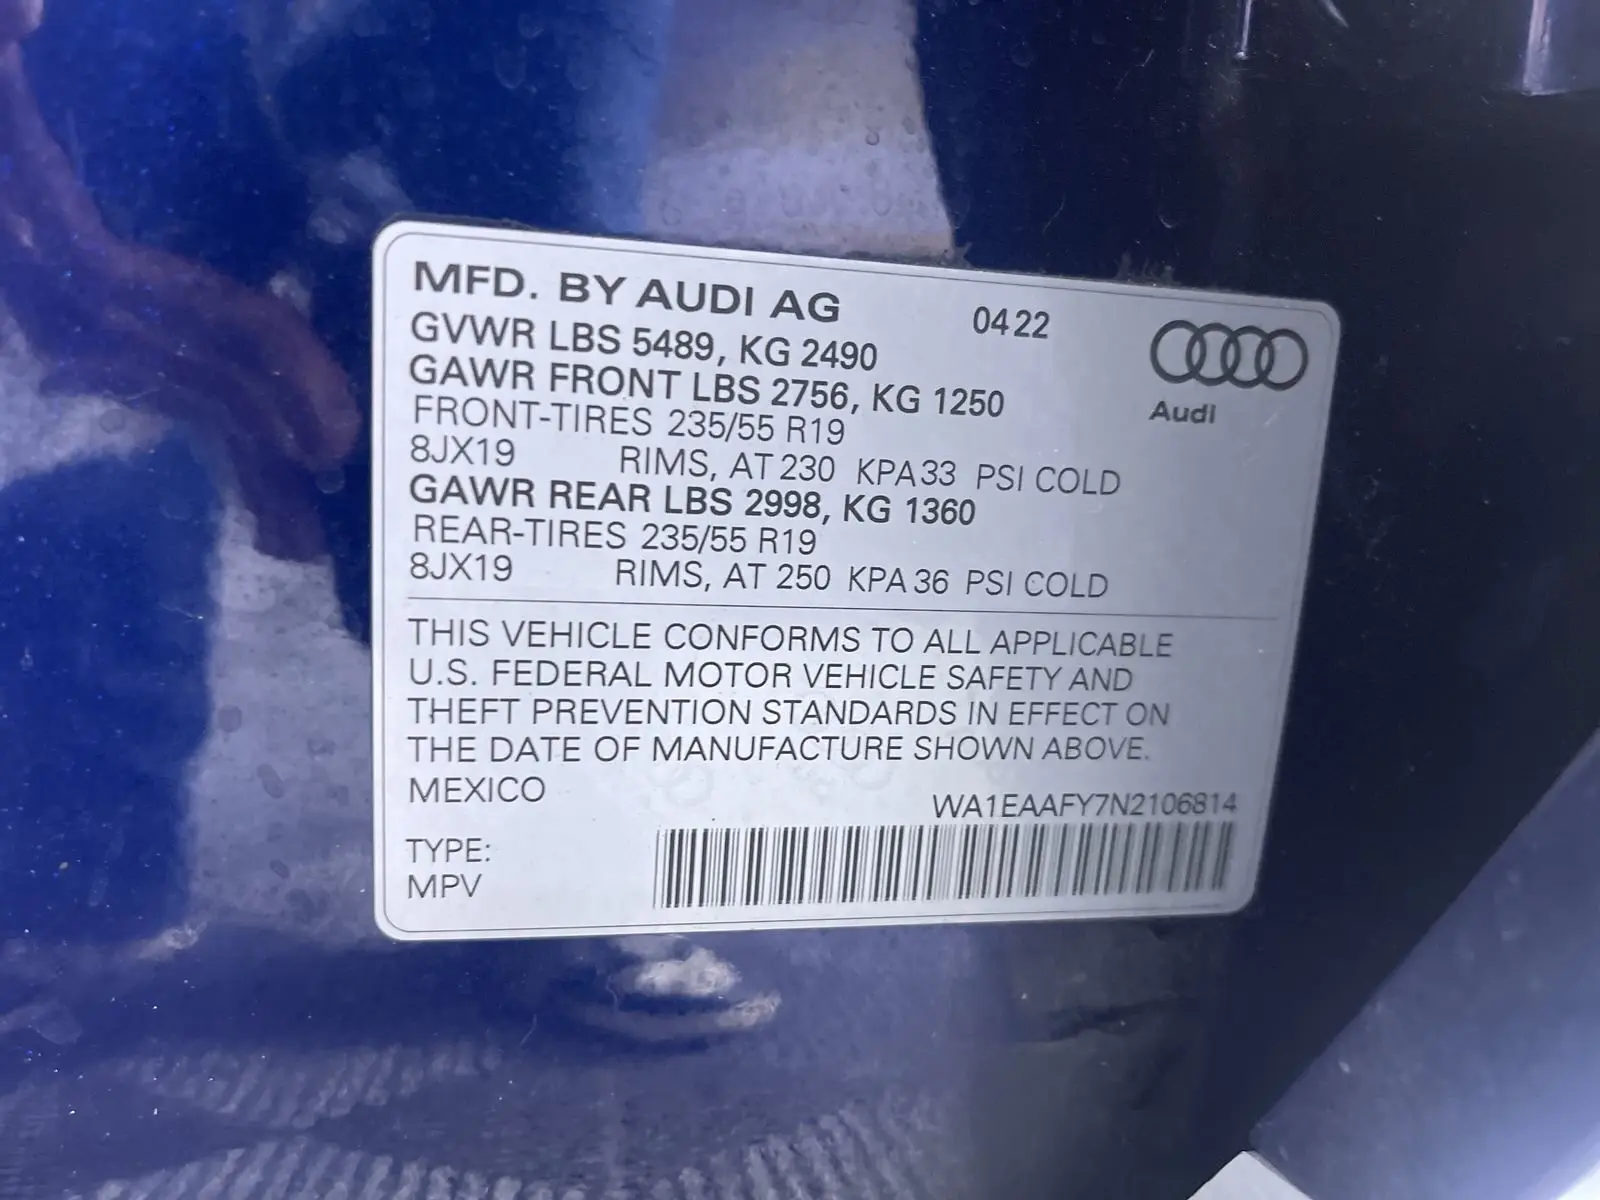 MFD. BY AUDI AG 0422
GVWR LBS 5489, KG 2490
GAWR FRONT LBS 2756, KG 1250
Audi
FRONT-TIRES 235/55 R19
8JX19 RIMS, AT 230 KPA 33 PSI COLD
GAWR REAR LBS 2998, KG 1360
REAR-TIRES 235/55 R19
8JX19 RIMS, AT 250 KPA 36 PSI COLD
THIS VEHICLE CONFORMS TO ALL APPLICABLE
U.S. FEDERAL MOTOR VEHICLE SAFETY AND
THEFT PREVENTION STANDARDS IN EFFECT ON
THE DATE OF MANUFACTURE SHOWN ABOVE.
MEXICO
WA1EAAFY7N2106814
TYPE:
MPV